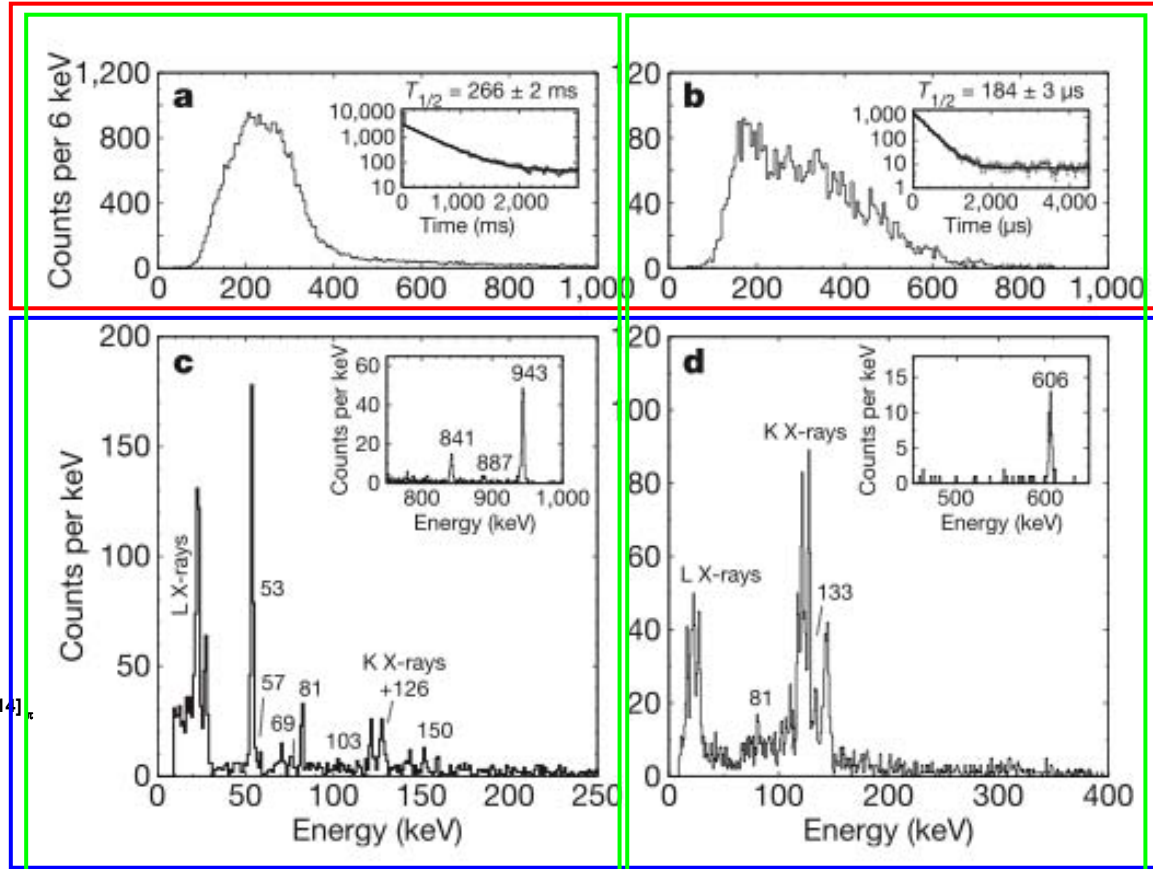 a
T1/2 = 266 ± 2 ms
Counts per 6 keV
1,200
900
800
400
0
10,000
1,000
100
10
0 1,000 2,000
Time (ms)
0 200 400 600 800 1,000
b
T1/2 = 184 ± 3 µs
20
80
60
40
20
0
1,000
100
10
1
0 2,000 4,000
Time (µs)
0 200 400 600 800 1,000
c
Counts per keV
200
150
100
50
0
L X-rays
53
57
69
81
103
K X-rays
+126
150
Counts per keV
60
40
20
0
841
887
943
800 900 1,000
Energy (keV)
0 50 100 150 200 250
Energy (keV)
14]π
d
20
80
60
40
20
0
L X-rays
81
K X-rays
133
Counts per keV
15
10
5
0
606
500 600
Energy (keV)
0 100 200 300 400
Energy (keV)